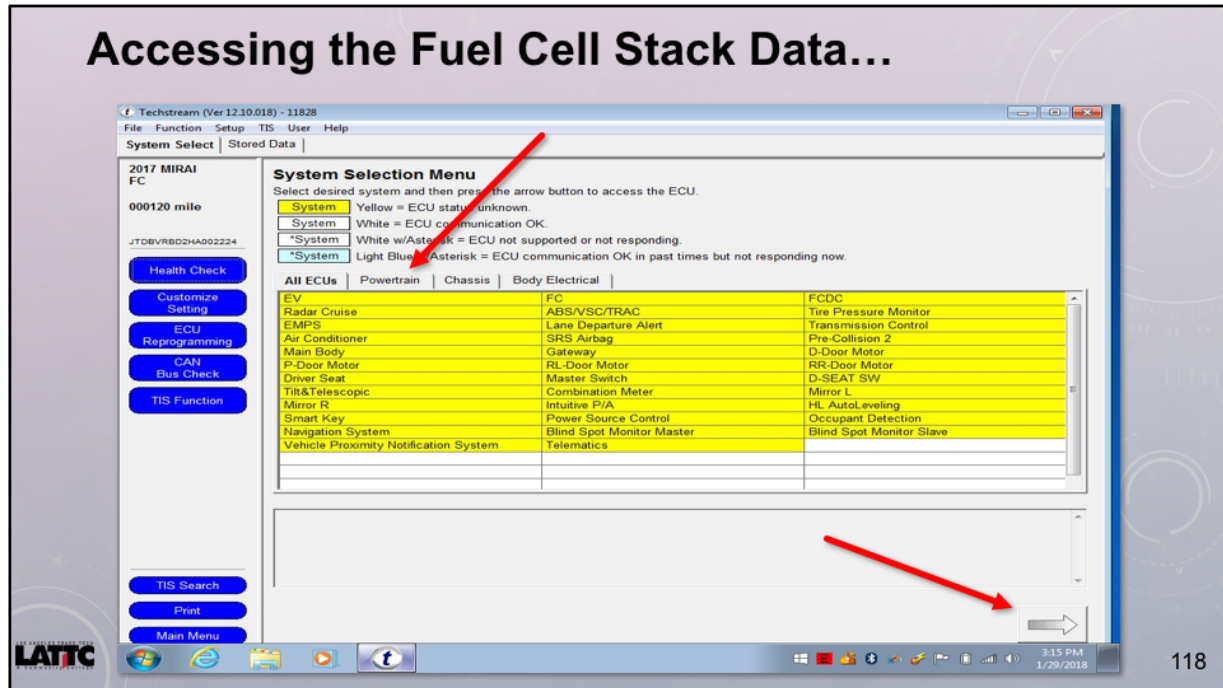 Accessing the Fuel Cell Stack Data…
Techstream (Ver 12.10.018) - 11828
File Function Setup TIS User Help
System Select Stored Data
2017 MIRAI
FC
000120 mile
JTDBVRBD2HA002224
Health Check
Customize
Setting
ECU
Reprogramming
CAN
Bus Check
TIS Function
TIS Search
Print
Main Menu
System Selection Menu
Select desired system and then press the arrow button to access the ECU.
System Yellow = ECU status unknown.
System White = ECU communication OK.
*System White w/Asterisk = ECU not supported or not responding.
*System Light Blue Asterisk = ECU communication OK in past times but not responding now.
All ECUs Powertrain Chassis Body Electrical
EV FC FCDC
Radar Cruise ABS/VSC/TRAC Tire Pressure Monitor
EMPS Lane Departure Alert Transmission Control
Air Conditioner SRS Airbag Pre-Collision 2
Main Body Gateway D-Door Motor
P-Door Motor RL-Door Motor RR-Door Motor
Driver Seat Master Switch D-SEAT SW
Tilt&Telescopic Combination Meter Mirror L
Mirror R Intuitive P/A HL AutoLeveling
Smart Key Power Source Control Occupant Detection
Navigation System Blind Spot Monitor Master Blind Spot Monitor Slave
Vehicle Proximity Notification System Telematics
LATTC
3:15 PM
1/29/2018
118